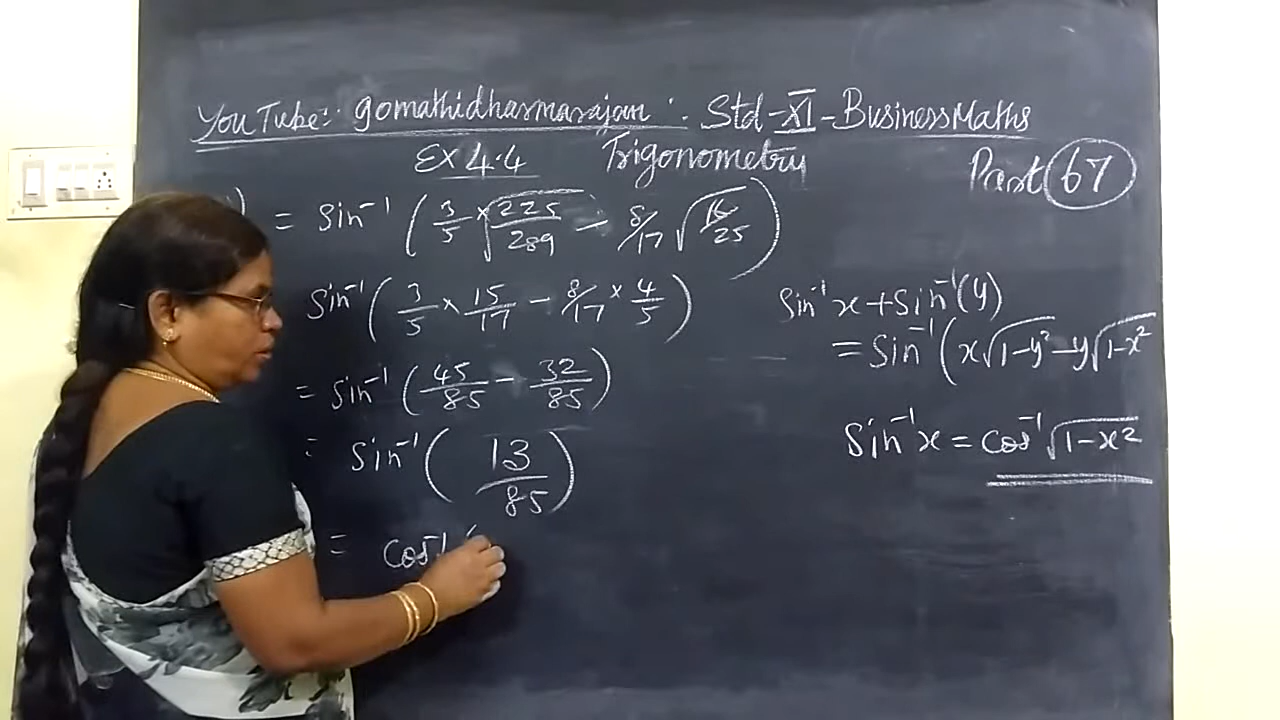 YouTube:- gomathidharmarajan : Std-XI-BusinessMaths
EX 4.4 Trigonometry Part 67
) = Sin⁻¹ ( 3/5 × √225/289 − 8/17 √16/25 )
Sin⁻¹ ( 3/5 × 15/17 − 8/17 × 4/5 )
= Sin⁻¹ ( 45/85 − 32/85 )
= Sin⁻¹ ( 13/85 )
= cos⁻¹ (
Sin⁻¹x + Sin⁻¹(y)
= Sin⁻¹ ( x√1−y² − y√1−x²
Sin⁻¹x = cos⁻¹ √1−x²